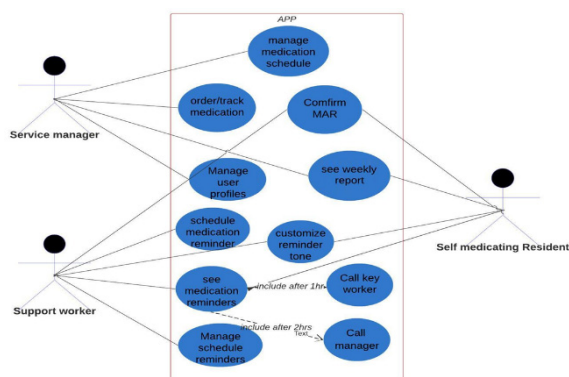 APP
manage
medication
schedule
order/track
medication
Comfirm
MAR
Service manager
Manage
user
profiles
see weekly
report
schedule
medication
reminder
customize
reminder
tone
Self medicating Resident
see
medication
reminders
include after 1hr
Call key
worker
Support worker
include after 2hrs
Text
Call
manager
Manage
schedule
reminders